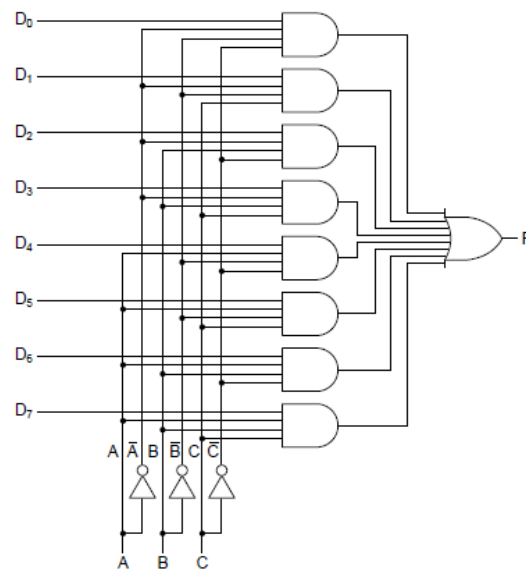 D₀
D₁
D₂
D₃
D₄
D₅
D₆
D₇
F
A A̅ B B̅ C C̅
A B C